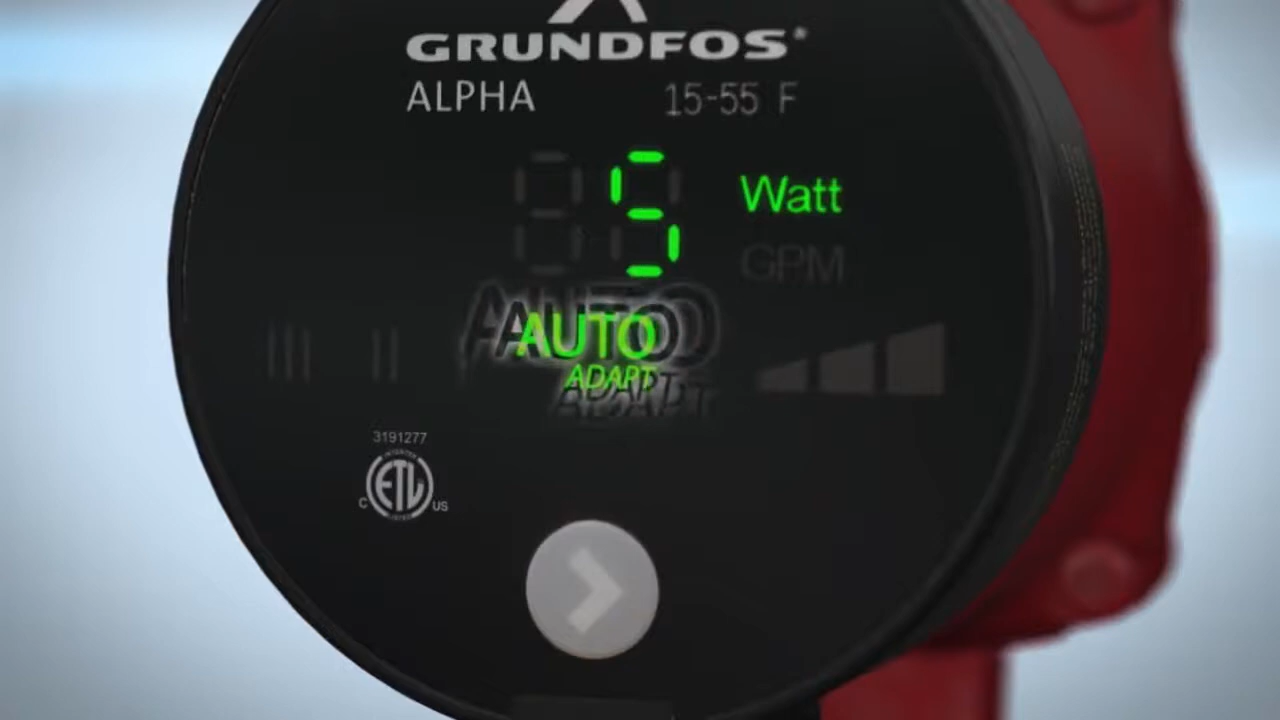 GRUNDFOS®
ALPHA 15-55 F
5 Watt
GPM
AUTO
ADAPT
3191277
ETL
C US